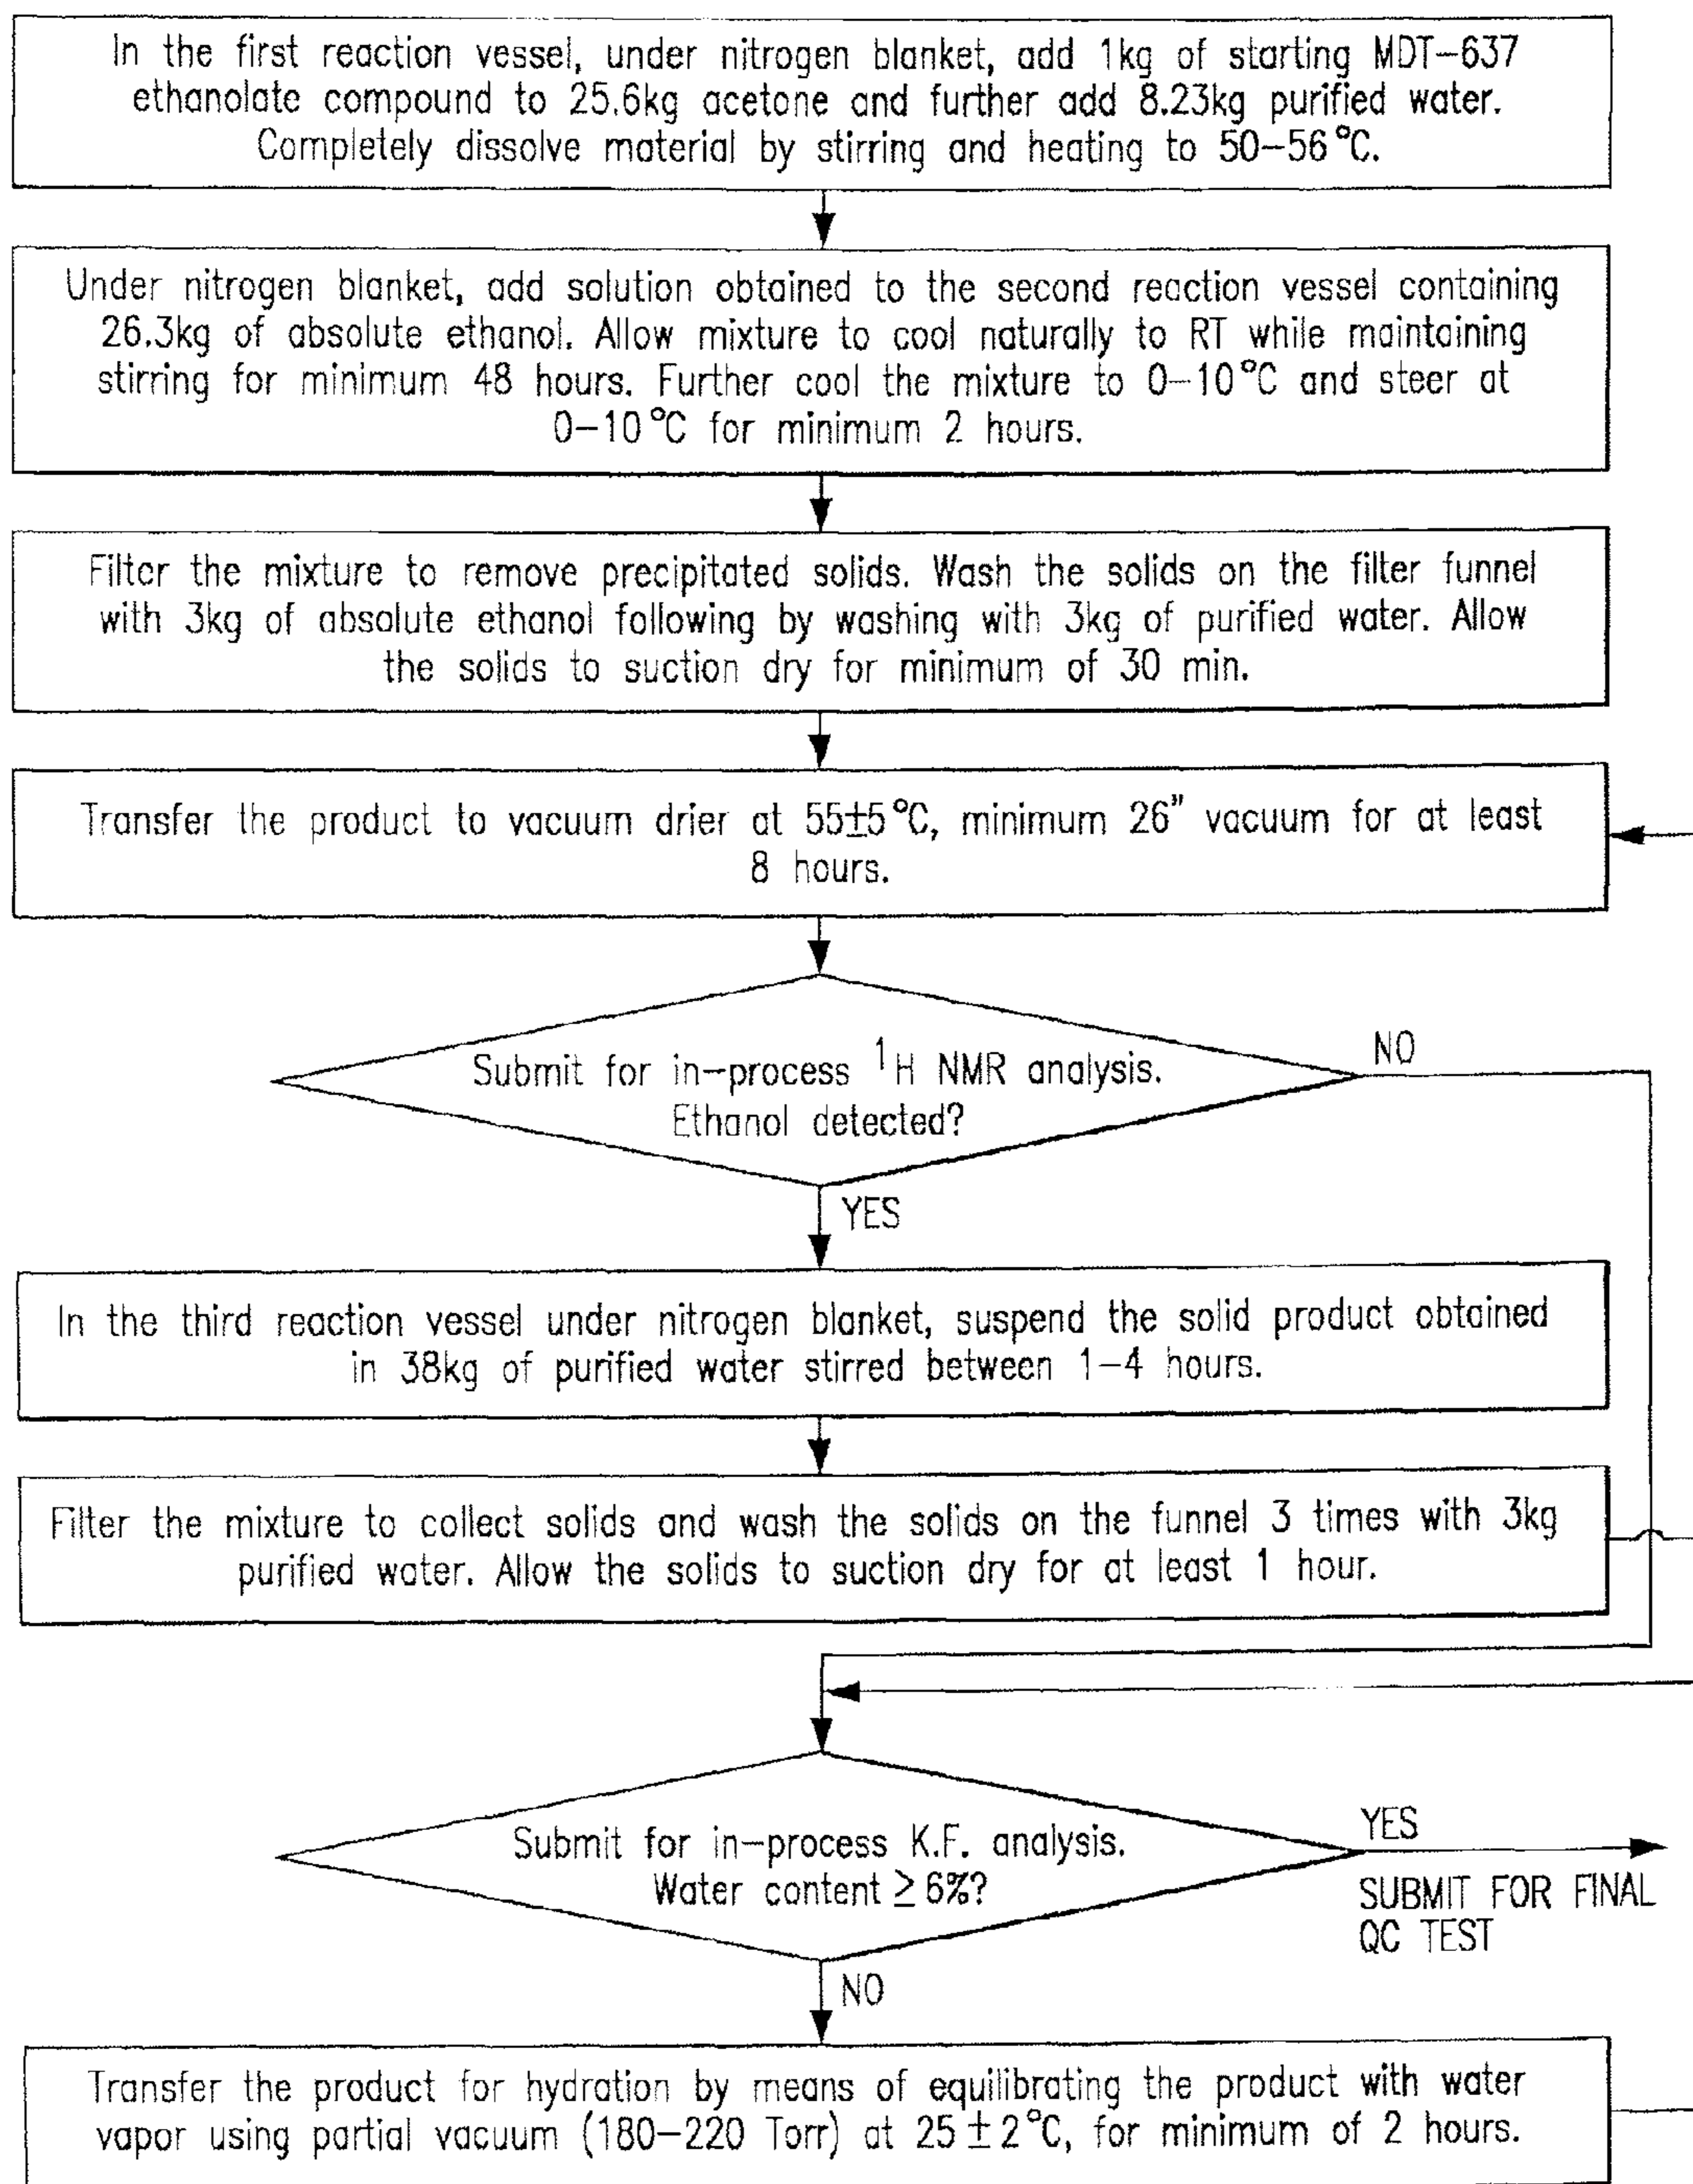 In the first reaction vessel, under nitrogen blanket, add 1kg of starting MDT-637
ethanolate compound to 25.6kg acetone and further add 8.23kg purified water.
Completely dissolve material by stirring and heating to 50-56°C.
Under nitrogen blanket, add solution obtained to the second reaction vessel containing
26.3kg of absolute ethanol. Allow mixture to cool naturally to RT while maintaining
stirring for minimum 48 hours. Further cool the mixture to 0-10°C and steer at
0-10°C for minimum 2 hours.
Filter the mixture to remove precipitated solids. Wash the solids on the filter funnel
with 3kg of absolute ethanol following by washing with 3kg of purified water. Allow
the solids to suction dry for minimum of 30 min.
Transfer the product to vacuum drier at 55±5°C, minimum 26" vacuum for at least
8 hours.
Submit for in-process ¹H NMR analysis.
Ethanol detected?
NO
YES
In the third reaction vessel under nitrogen blanket, suspend the solid product obtained
in 38kg of purified water stirred between 1-4 hours.
Filter the mixture to collect solids and wash the solids on the funnel 3 times with 3kg
purified water. Allow the solids to suction dry for at least 1 hour.
Submit for in-process K.F. analysis.
Water content ≥ 6%?
YES
SUBMIT FOR FINAL
QC TEST
NO
Transfer the product for hydration by means of equilibrating the product with water
vapor using partial vacuum (180-220 Torr) at 25±2°C, for minimum of 2 hours.